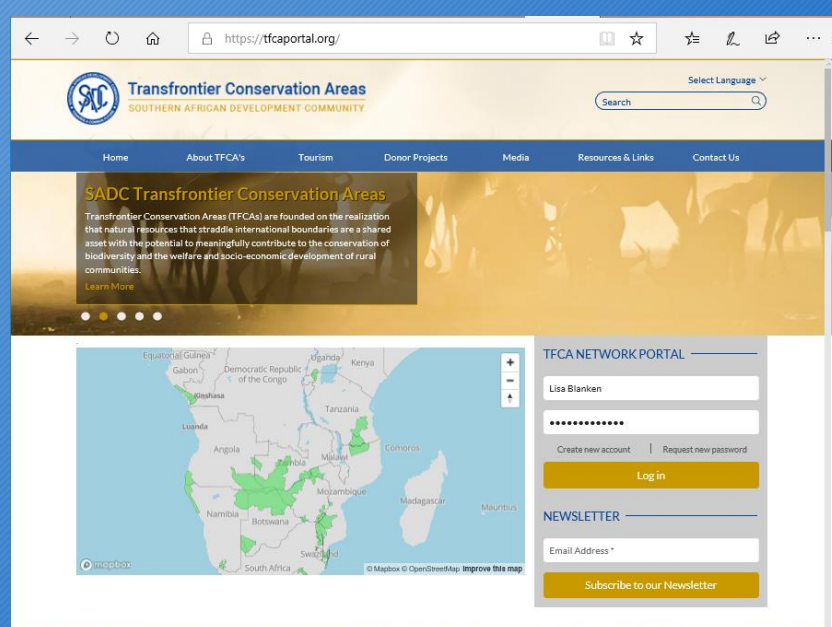 https://tfcaportal.org/
SADC
Transfrontier Conservation Areas
SOUTHERN AFRICAN DEVELOPMENT COMMUNITY
Select Language
Search
Home About TFCA's Tourism Donor Projects Media Resources & Links Contact Us
SADC Transfrontier Conservation Areas
Transfrontier Conservation Areas (TFCAs) are founded on the realization
that natural resources that straddle international boundaries are a shared
asset with the potential to meaningfully contribute to the conservation of
biodiversity and the welfare and socio-economic development of rural
communities.
Learn More
Equatorial Guinea
Gabon
Democratic Republic
of the Congo
Uganda
Kenya
Kinshasa
Tanzania
Luanda
Angola
Zambia
Malawi
Comoros
Mozambique
Namibia
Botswana
Madagascar
Mauritius
Swaziland
South Africa
mapbox
© Mapbox © OpenStreetMap Improve this map
TFCA NETWORK PORTAL
Lisa Blanken
•••••••••••••
Create new account | Request new password
Log in
NEWSLETTER
Email Address *
Subscribe to our Newsletter